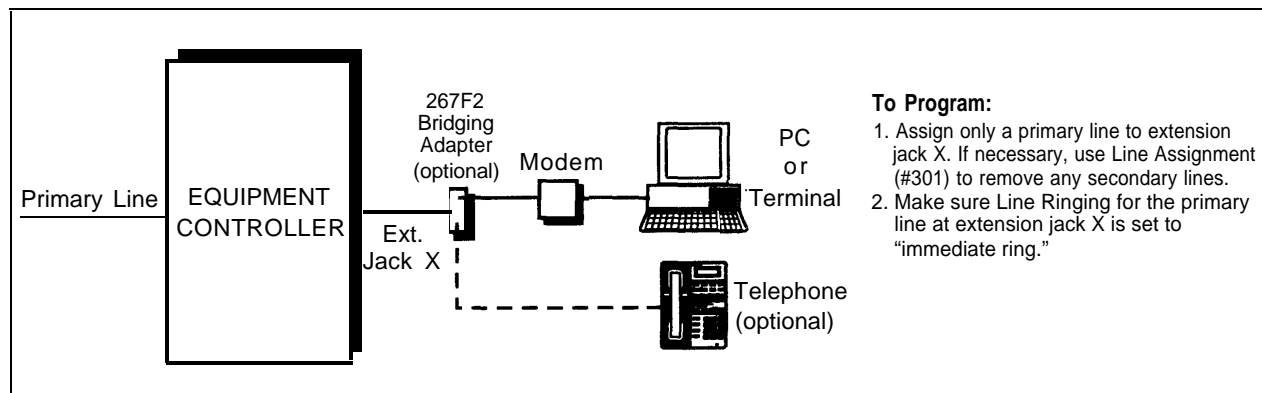 Primary Line
EQUIPMENT
CONTROLLER
Ext.
Jack X
267F2
Bridging
Adapter
(optional)
Modem
PC
or
Terminal
Telephone
(optional)
To Program:
1. Assign only a primary line to extension
jack X. If necessary, use Line Assignment
(#301) to remove any secondary lines.
2. Make sure Line Ringing for the primary
line at extension jack X is set to
“immediate ring.”